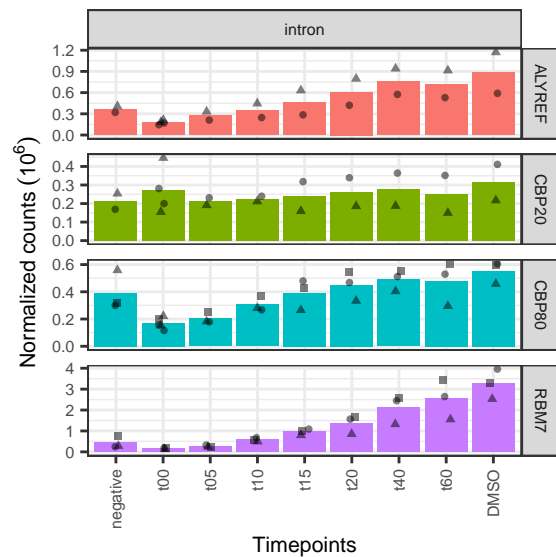 intron
Normalized counts (10⁶)
1.2
0.9
0.6
0.3
0.0
ALYREF
0.4
0.3
0.2
0.1
0.0
CBP20
0.6
0.4
0.2
0.0
CBP80
4
3
2
1
0
RBM7
negative
t00
t05
t10
t15
t20
t40
t60
DMSO
Timepoints